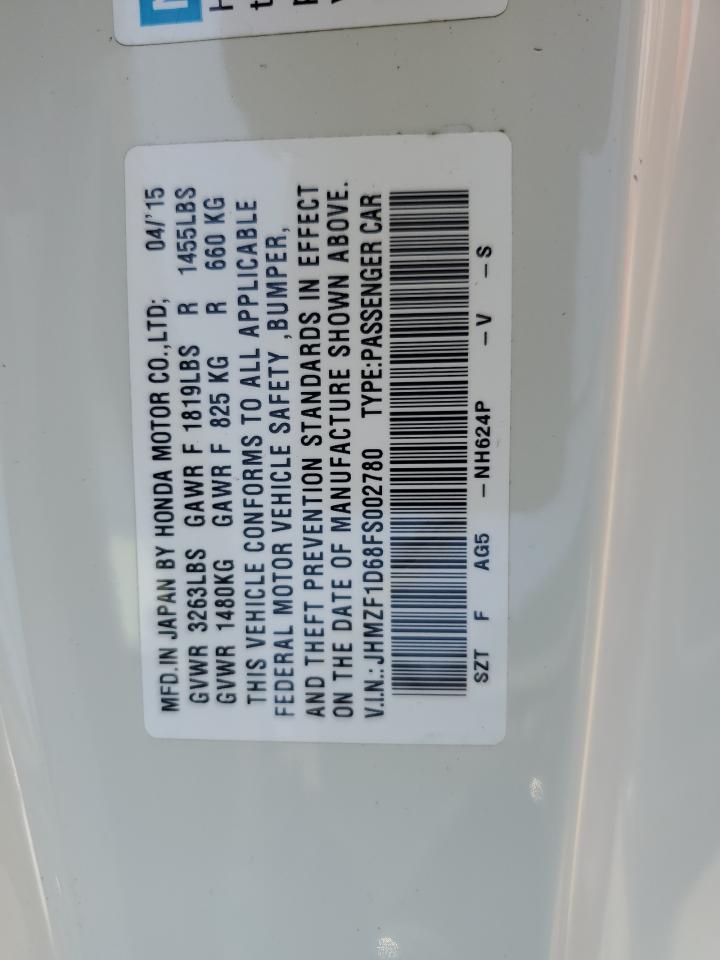 MFD.IN JAPAN BY HONDA MOTOR CO.,LTD; 04/'15
GVWR 3263LBS GAWR F 1819LBS R 1455LBS
GVWR 1480KG GAWR F 825 KG R 660 KG
THIS VEHICLE CONFORMS TO ALL APPLICABLE
FEDERAL MOTOR VEHICLE SAFETY ,BUMPER,
AND THEFT PREVENTION STANDARDS IN EFFECT
ON THE DATE OF MANUFACTURE SHOWN ABOVE.
V.I.N.: JHMZF1D68FS002780 TYPE:PASSENGER CAR
SZT F AG5 -NH624P -V -S